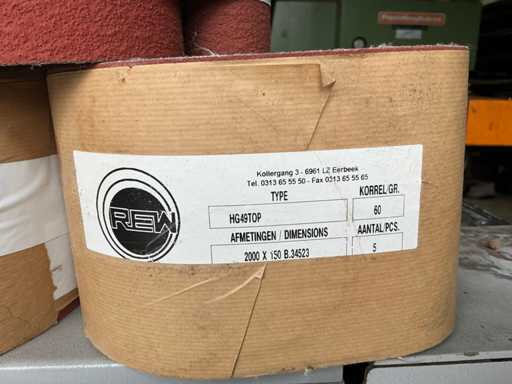 Kollergang 3 - 6961 LZ Eerbeek
Tel. 0313 65 55 50 - Fax 0313 65 55 65
TYPE KORREL/GR.
HG49TOP 60
AFMETINGEN / DIMENSIONS AANTAL/PCS.
2000 X 150 B.34523 5
REW